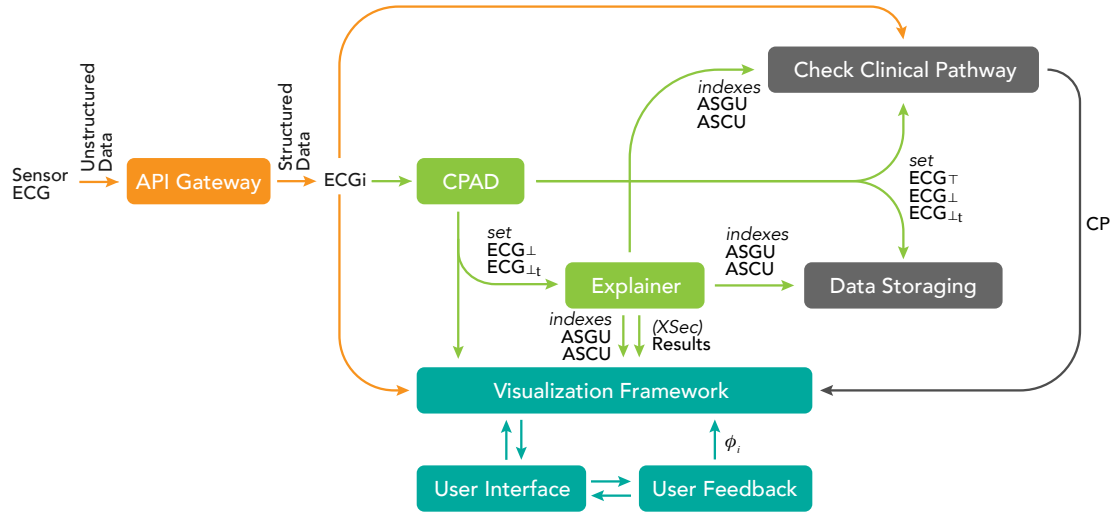 Check Clinical Pathway
indexes
ASGU
ASCU
Unstructured
Data
Structured
Data
Sensor
ECG
API Gateway
ECGi
CPAD
set
ECG⊤
ECG⊥
ECG⊥t
CP
set
ECG⊥
ECG⊥t
indexes
ASGU
ASCU
Explainer
Data Storaging
indexes
ASGU
ASCU
(XSec)
Results
Visualization Framework
ϕᵢ
User Interface
User Feedback